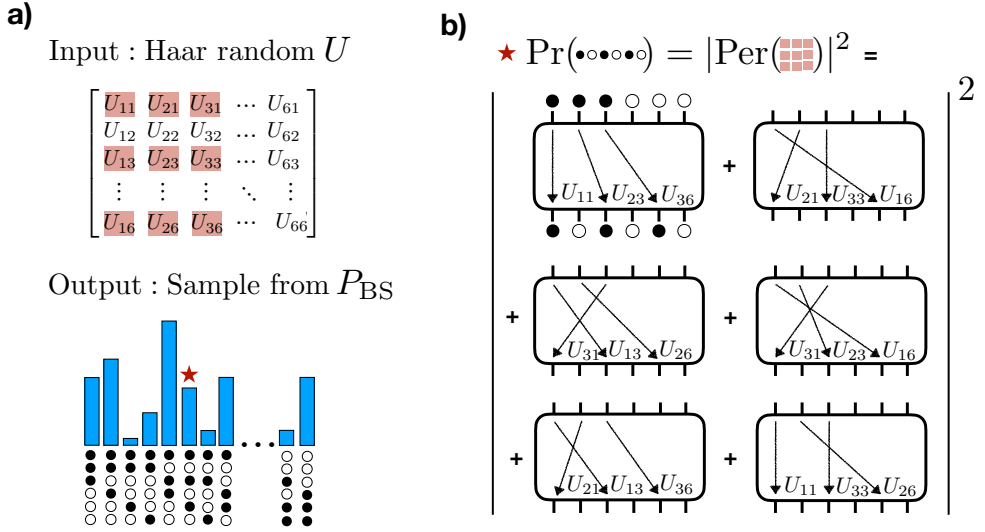 a)
Input : Haar random U
U11 U21 U31 ... U61
U12 U22 U32 ... U62
U13 U23 U33 ... U63
⋮ ⋮ ⋮ ⋱ ⋮
U16 U26 U36 ... U66
Output : Sample from PBS
...
b)
★ Pr(●○●○●○) = |Per( )|² =
2
U11 U23 U36
+
U21 U33 U16
+
U31 U13 U26
+
U31 U23 U16
+
U21 U13 U36
+
U11 U33 U26